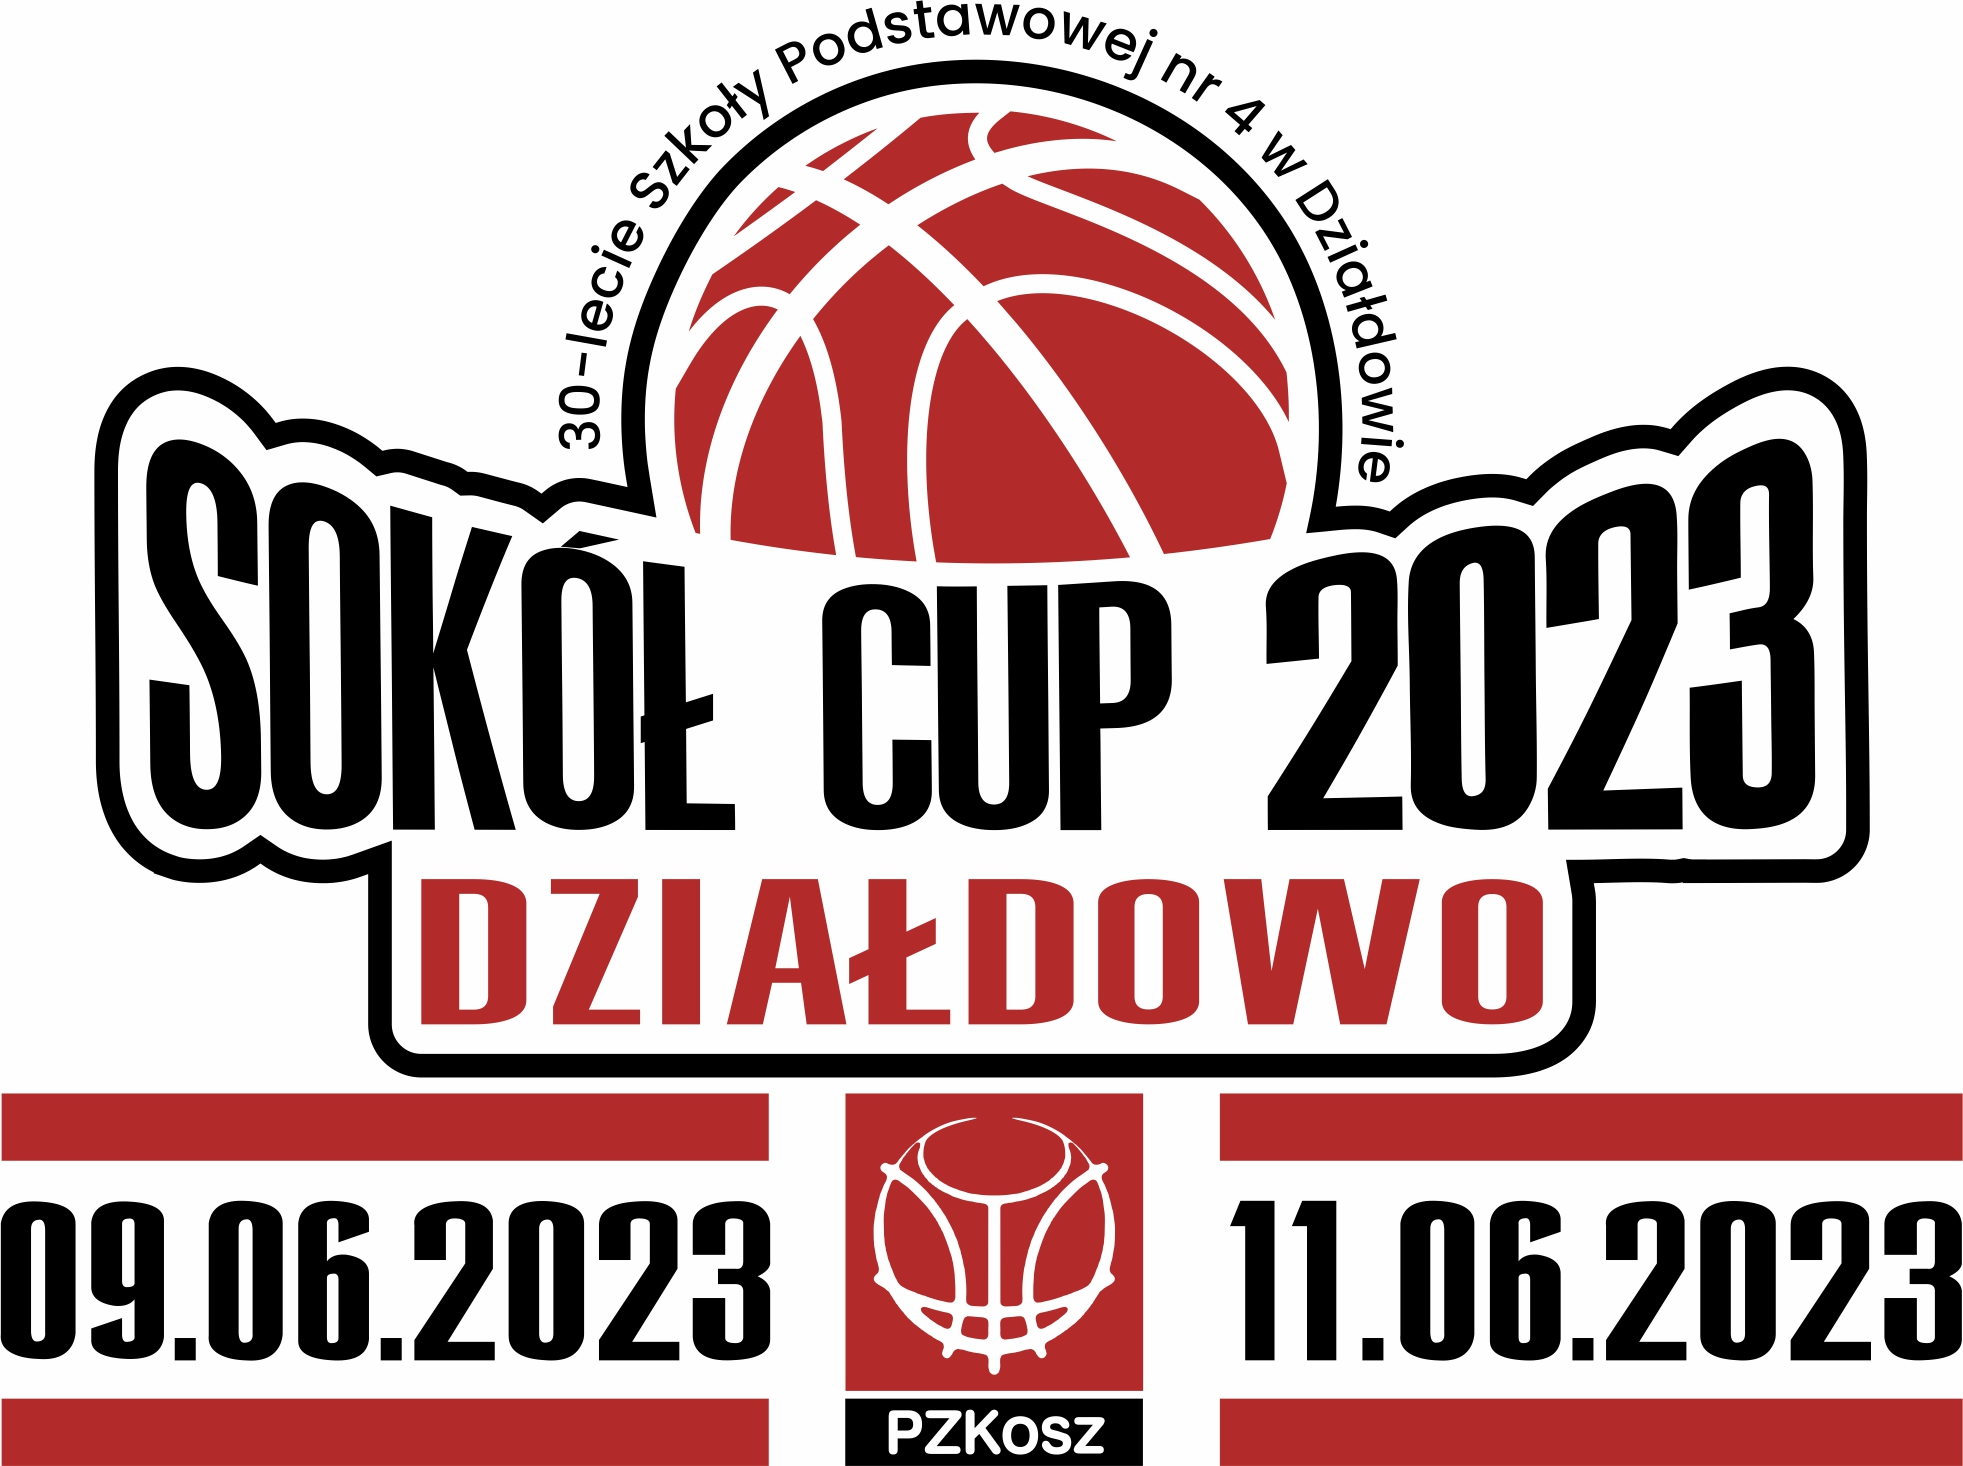 30-lecie Szkoły Podstawowej nr 4 w Działdowie
SOKÓŁ CUP 2023
DZIAŁDOWO
09.06.2023
11.06.2023
PZKosz